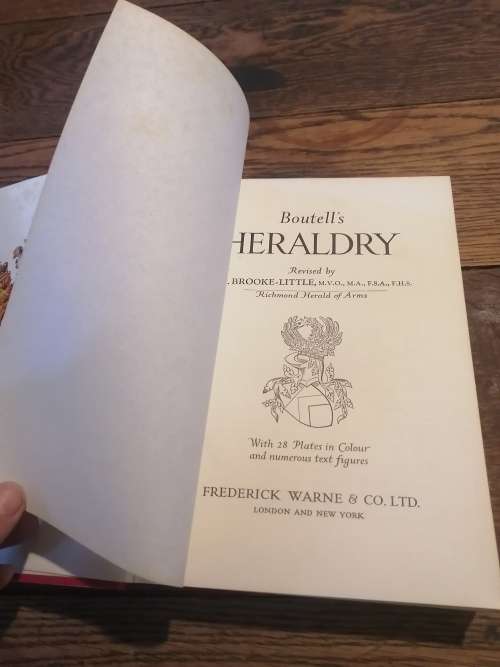 Boutell's
HERALDRY
Revised by
. BROOKE-LITTLE, M.V.O., M.A., F.S.A., F.H.S.
Richmond Herald of Arms
With 28 Plates in Colour
and numerous text figures
FREDERICK WARNE & CO. LTD.
LONDON AND NEW YORK